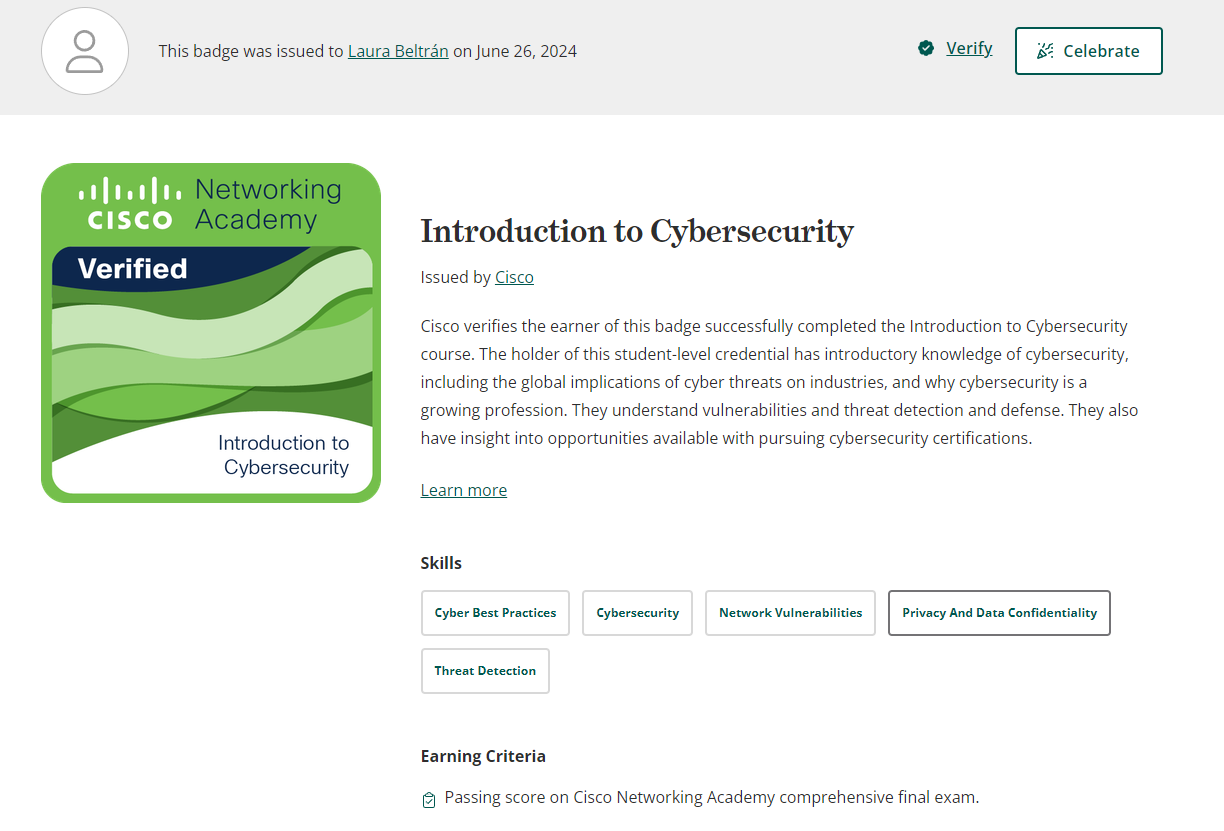 This badge was issued to Laura Beltrán on June 26, 2024
Verify
Celebrate
CISCO
Networking
Academy
Verified
Introduction to
Cybersecurity
Introduction to Cybersecurity
Issued by Cisco
Cisco verifies the earner of this badge successfully completed the Introduction to Cybersecurity
course. The holder of this student-level credential has introductory knowledge of cybersecurity,
including the global implications of cyber threats on industries, and why cybersecurity is a
growing profession. They understand vulnerabilities and threat detection and defense. They also
have insight into opportunities available with pursuing cybersecurity certifications.
Learn more
Skills
Cyber Best Practices
Cybersecurity
Network Vulnerabilities
Privacy And Data Confidentiality
Threat Detection
Earning Criteria
Passing score on Cisco Networking Academy comprehensive final exam.